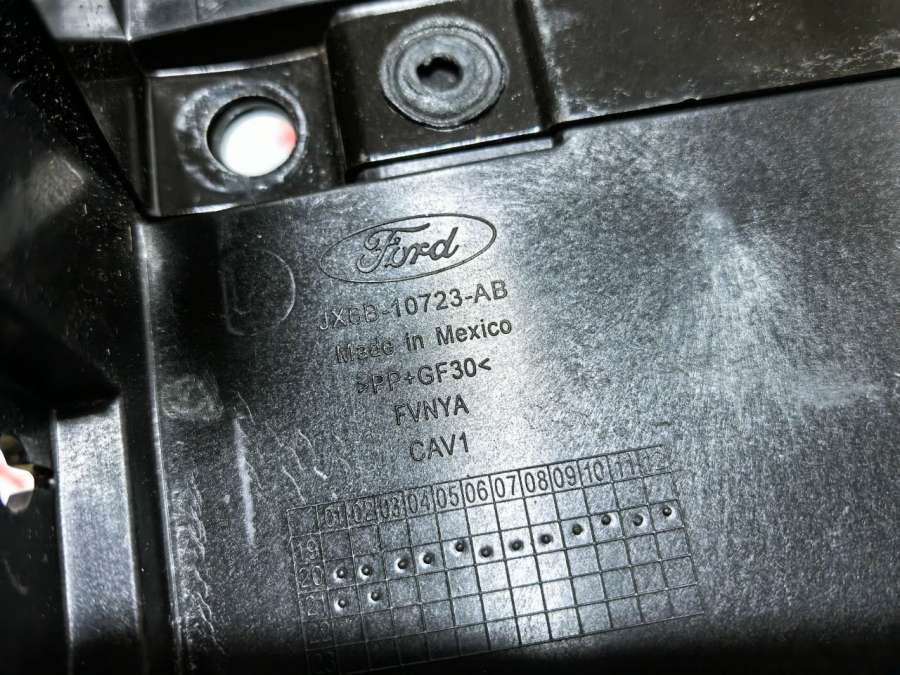 Ford
JX6B-10723-AB
Made in Mexico
>PP+GF30<
FVNYA
CAV1
01 02 03 04 05 06 07 08 09 10 11 12
19
20
21